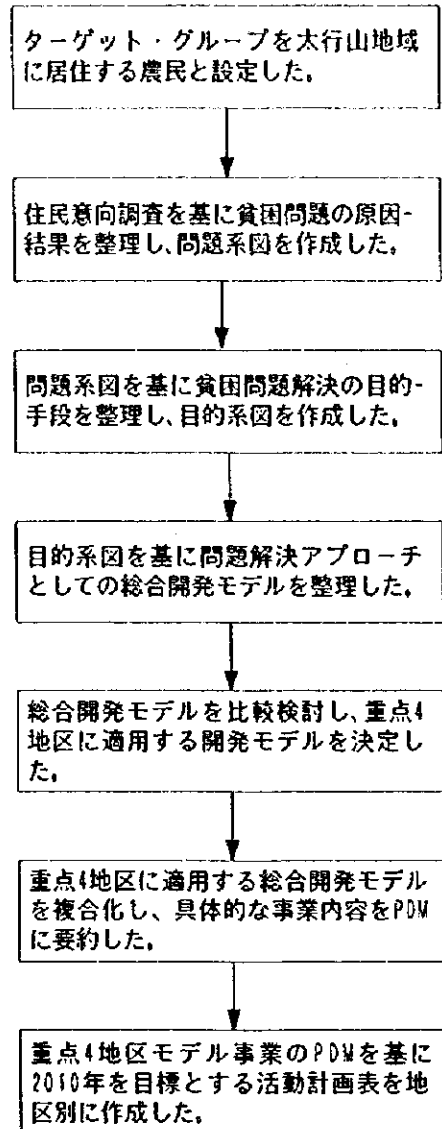 ターゲット・グループを太行山地域
に居住する農民と設定した。
住民意向調査を基に貧困問題の原因-
結果を整理し、問題系図を作成した。
問題系図を基に貧困問題解決の目的-
手段を整理し、目的系図を作成した。
目的系図を基に問題解決アプローチ
としての総合開発モデルを整理した。
総合開発モデルを比較検討し、重点4
地区に適用する開発モデルを決定し
た。
重点4地区に適用する総合開発モデル
を複合化し、具体的な事業内容をPDM
に要約した。
重点4地区モデル事業のPDMを基に
2010年を目標とする活動計画表を地
区別に作成した。